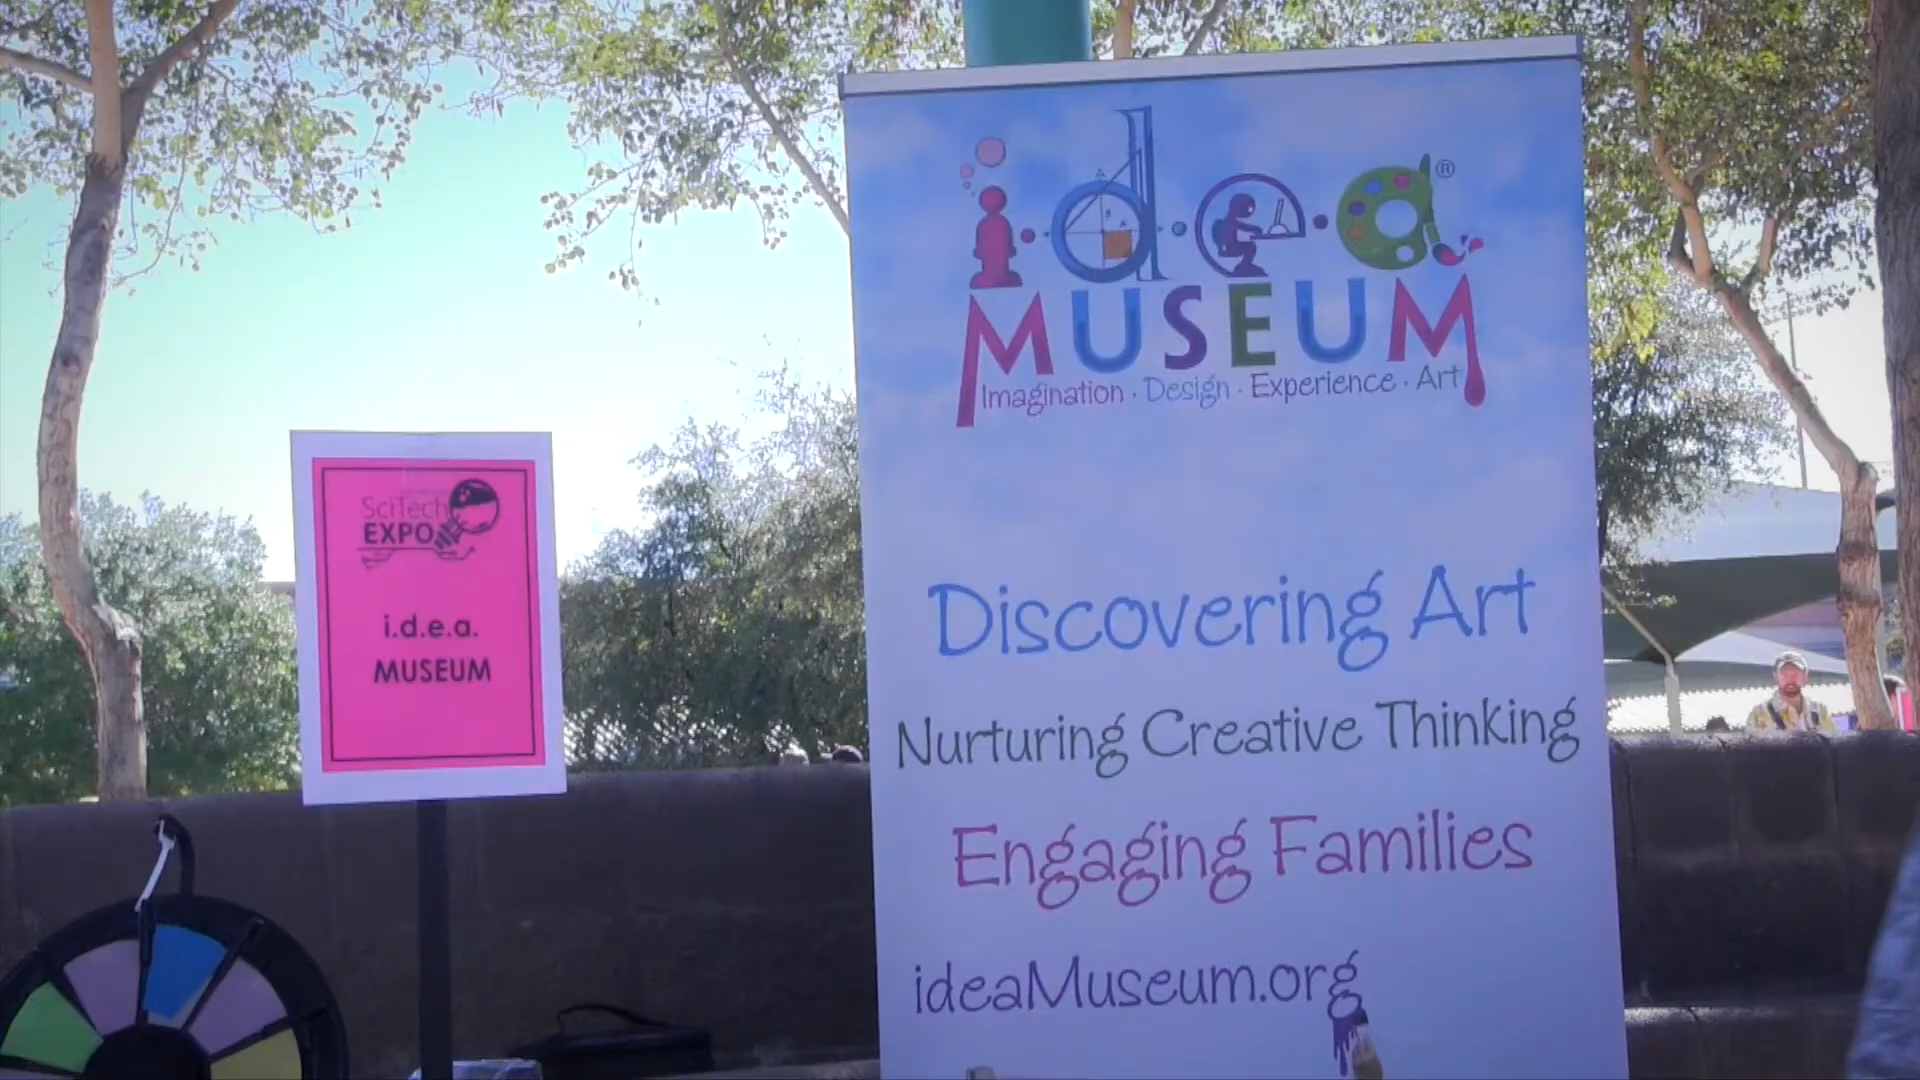 SciTech
EXPO
i.d.e.a.
MUSEUM
i·d·e·a®
MUSEUM
Imagination · Design · Experience · Art
Discovering Art
Nurturing Creative Thinking
Engaging Families
ideaMuseum.org